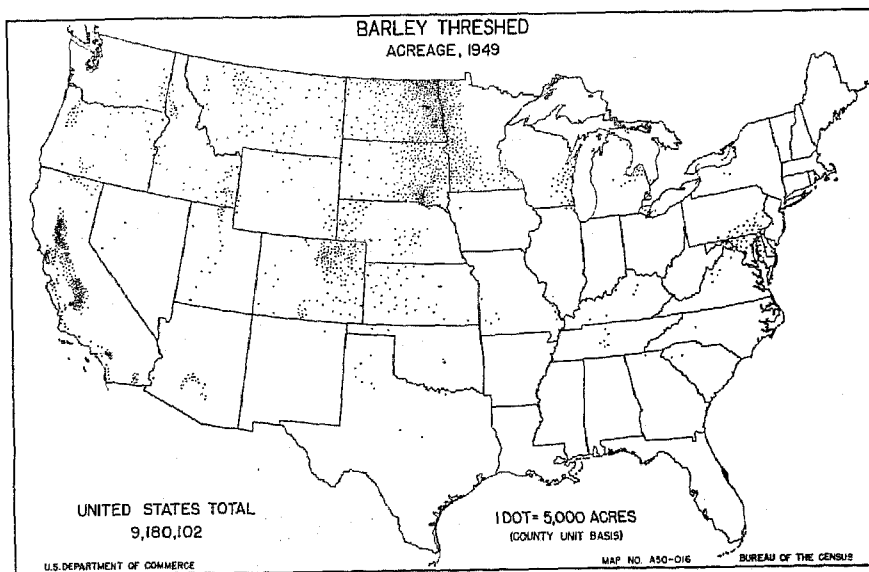 BARLEY THRESHED
ACREAGE, 1949
UNITED STATES TOTAL
9,180,102
1 DOT = 5,000 ACRES
(COUNTY UNIT BASIS)
U.S. DEPARTMENT OF COMMERCE
MAP NO. A50-016
BUREAU OF THE CENSUS